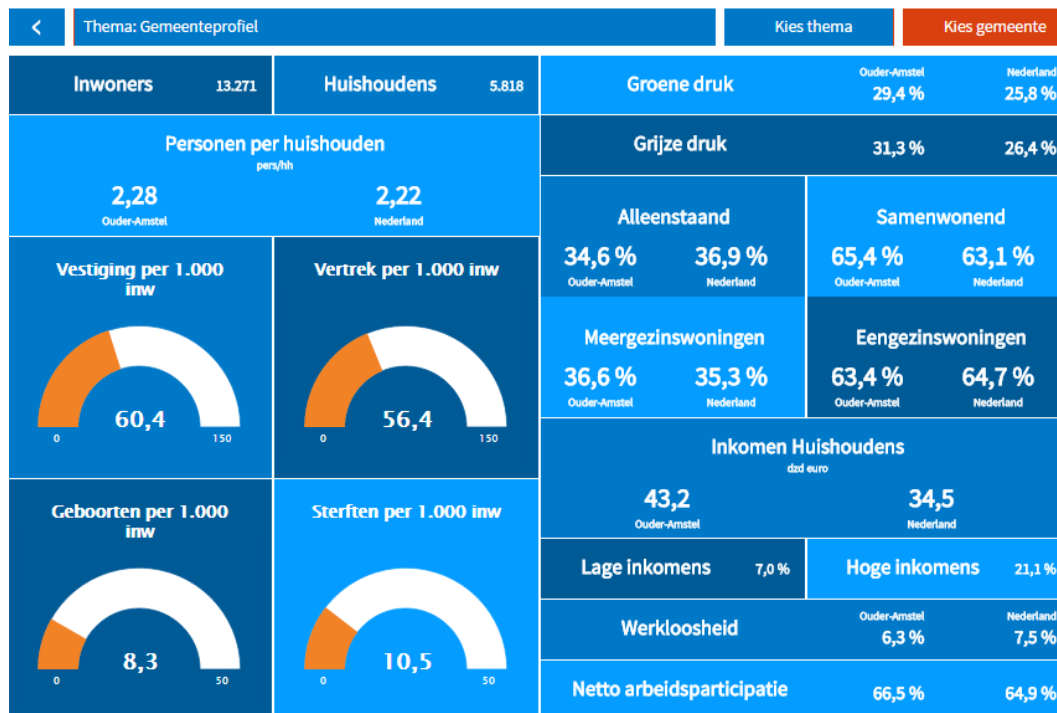 Thema: Gemeenteprofiel
Kies thema
Kies gemeente
Inwoners 13.271
Huishoudens 5.818
Personen per huishouden
pers/hh
2,28 2,22
Ouder-Amstel Nederland
Vestiging per 1.000
inw
60,4
0 150
Vertrek per 1.000 inw
56,4
0 150
Geboorten per 1.000
inw
8,3
0 50
Sterften per 1.000 inw
10,5
0 50
Ouder-Amstel Nederland
Groene druk 29,4 % 25,8 %
Grijze druk 31,3 % 26,4 %
Alleenstaand
34,6 % 36,9 %
Ouder-Amstel Nederland
Samenwonend
65,4 % 63,1 %
Ouder-Amstel Nederland
Meergezinswoningen
36,6 % 35,3 %
Ouder-Amstel Nederland
Eengezinswoningen
63,4 % 64,7 %
Ouder-Amstel Nederland
Inkomen Huishoudens
dzd euro
43,2 34,5
Ouder-Amstel Nederland
Lage inkomens 7,0 %
Hoge inkomens 21,1 %
Ouder-Amstel Nederland
Werkloosheid 6,3 % 7,5 %
Netto arbeidsparticipatie 66,5 % 64,9 %